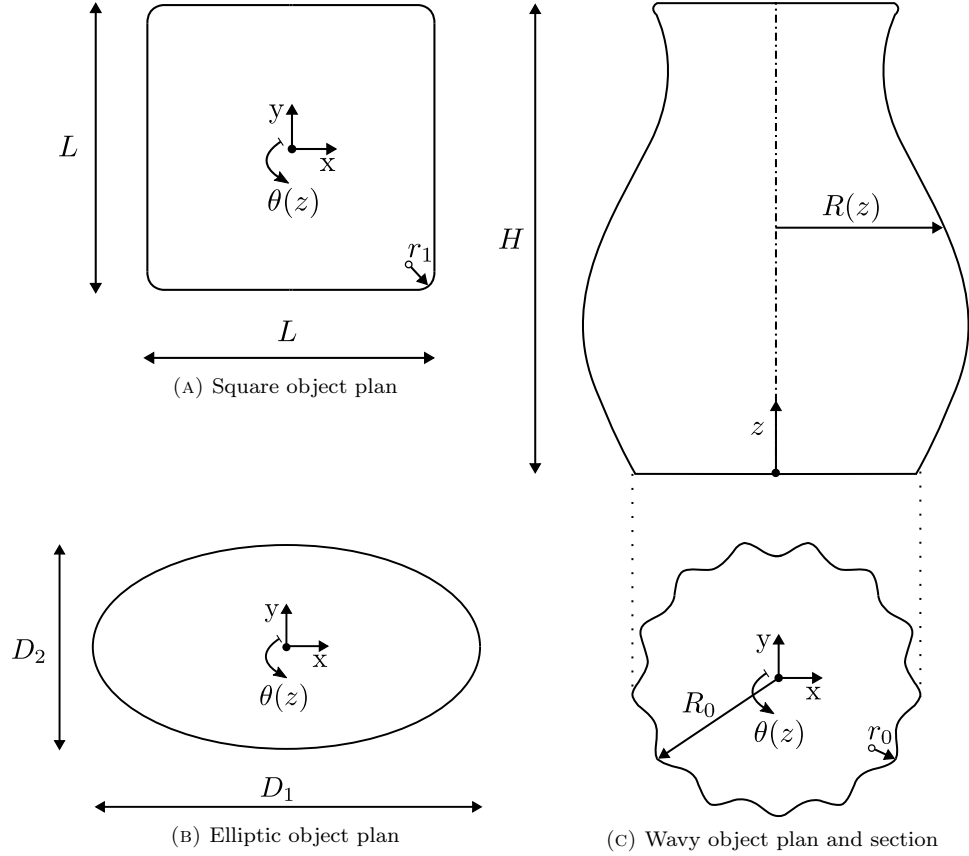 y
x
θ(z)
r₁
L
L
(A) Square object plan
H
R(z)
z
y
x
θ(z)
D₂
D₁
(B) Elliptic object plan
y
x
R₀
θ(z)
r₀
(C) Wavy object plan and section